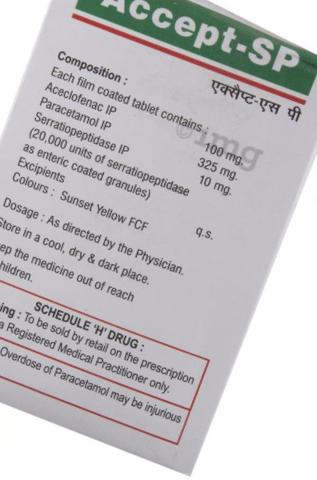 Accept-SP
एक्सैप्ट-एस पी
Composition :
Each film coated tablet contains :
Aceclofenac IP 100 mg.
Paracetamol IP 325 mg.
Serratiopeptidase IP 10 mg.
(20,000 units of serratiopeptidase
as enteric coated granules)
Excipients q.s.
Colours : Sunset Yellow FCF
Dosage : As directed by the Physician.
Store in a cool, dry & dark place.
the medicine out of reach
SCHEDULE 'H' DRUG :
To be sold by retail on the prescription
a Registered Medical Practitioner only.
Overdose of Paracetamol may be injurious
1mg